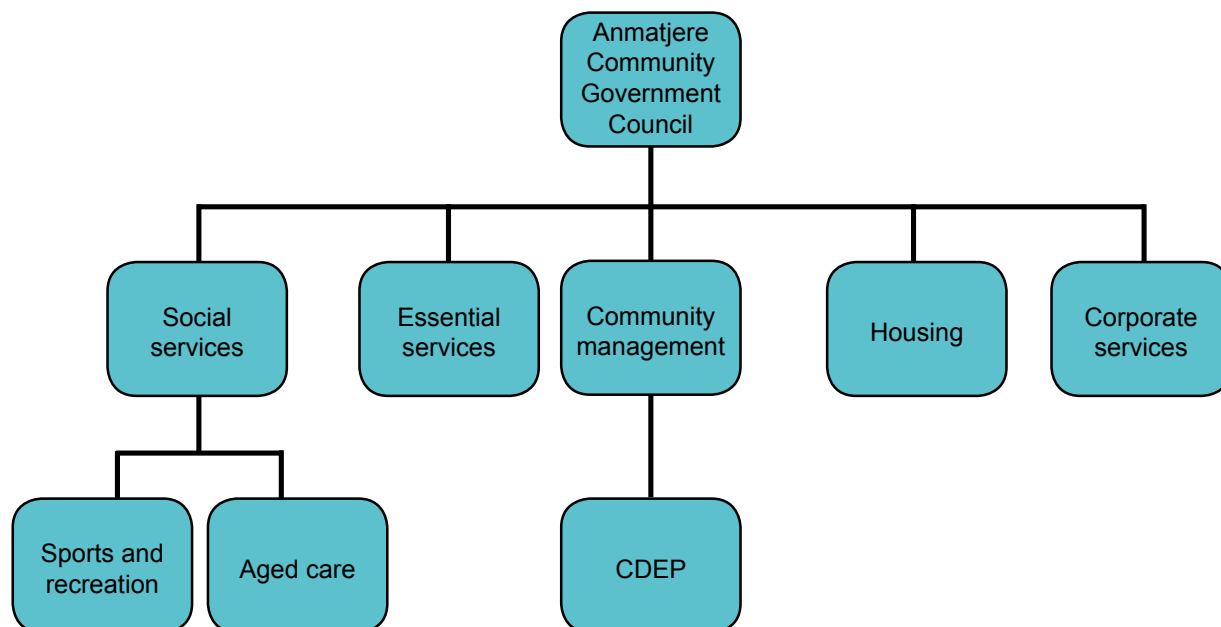 Anmatjere
Community
Government
Council
Social
services
Essential
services
Community
management
Housing
Corporate
services
Sports and
recreation
Aged care
CDEP